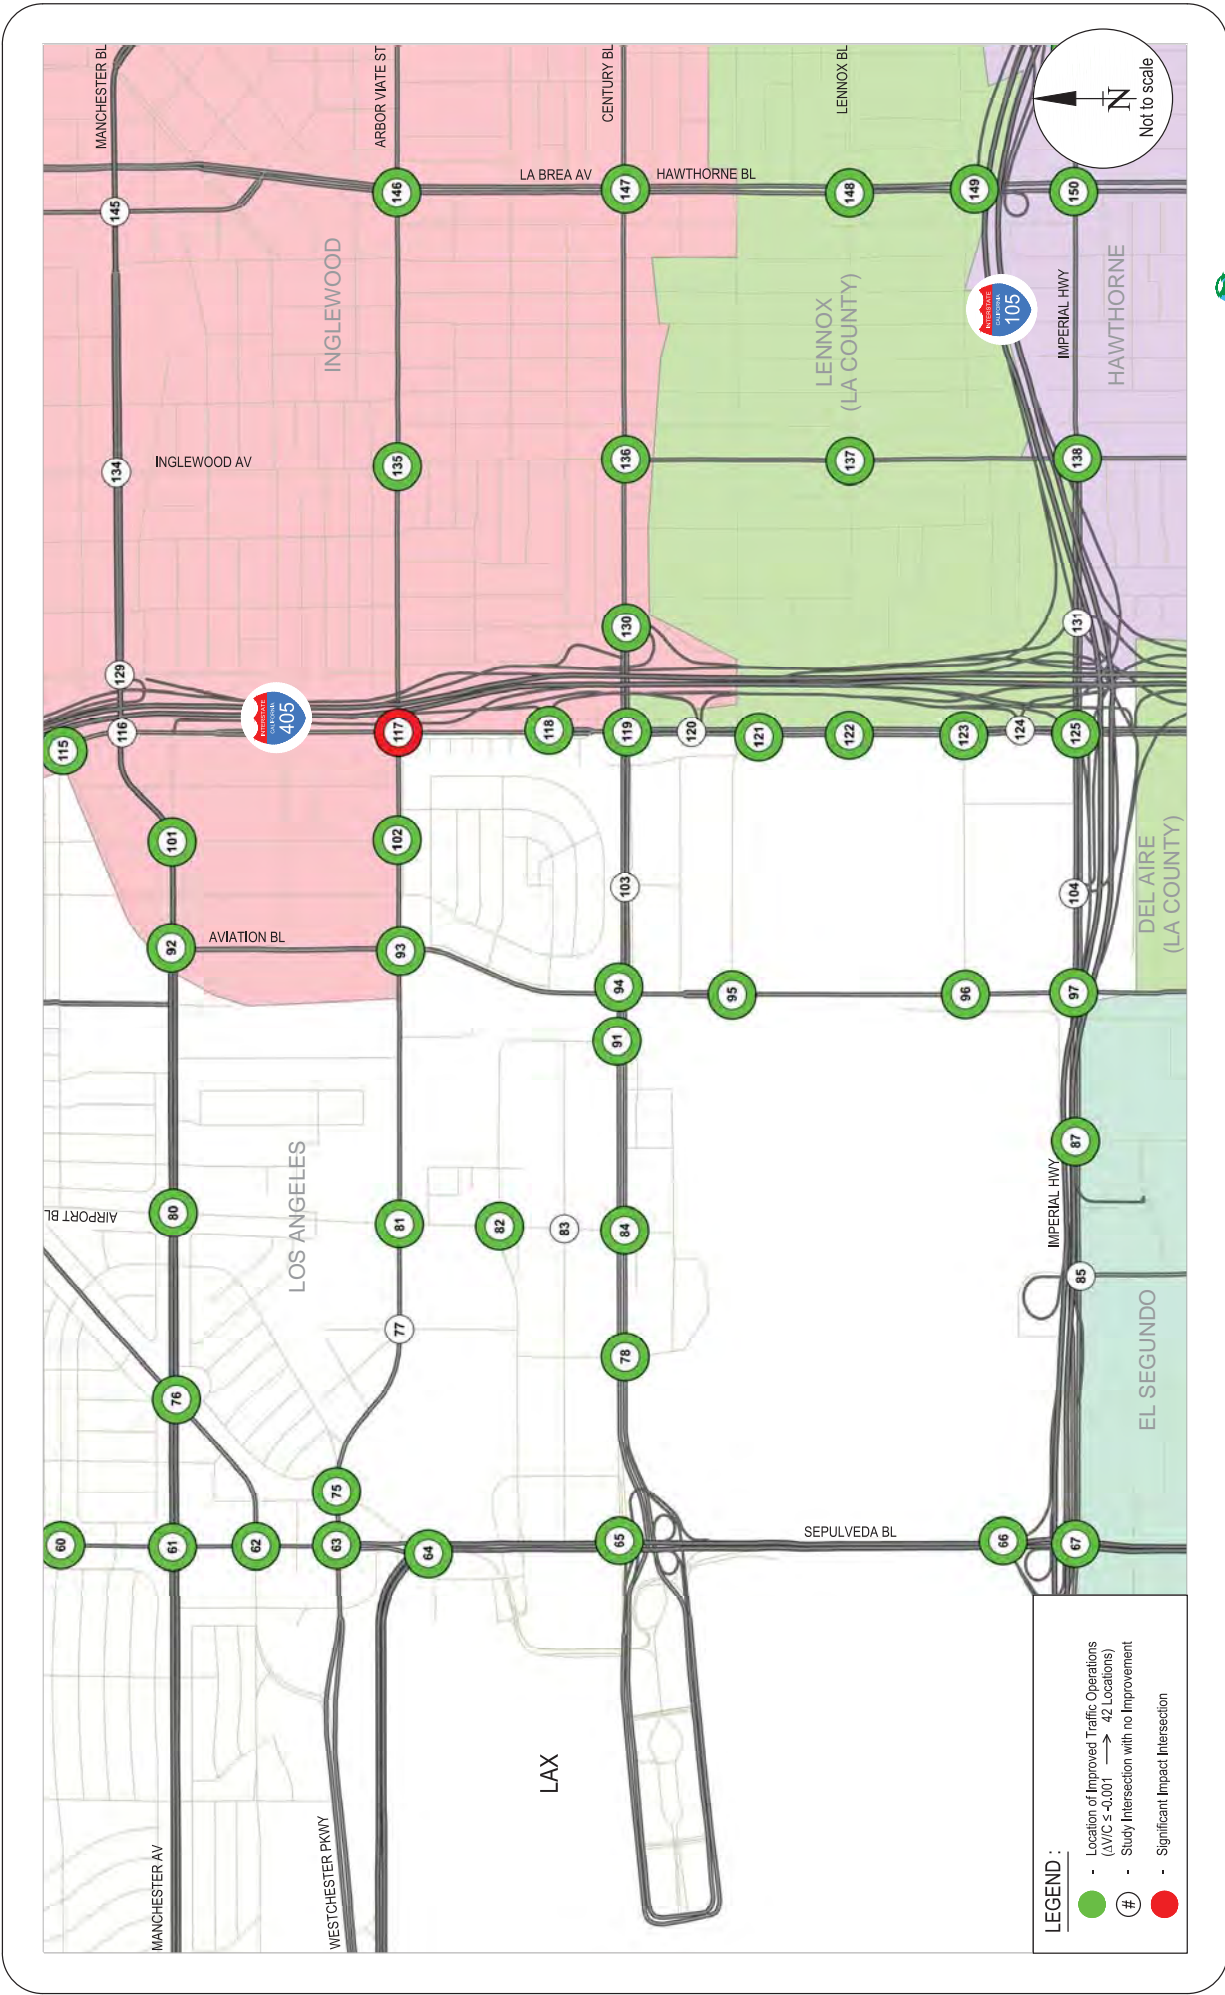 MANCHESTER BL
ARBOR VIATE ST
CENTURY BL
LENNOX BL
N
Not to scale
145
146
LA BREA AV
147
HAWTHORNE BL
148
149
150
INGLEWOOD
LENNOX
(LA COUNTY)
INTERSTATE
CALIFORNIA
105
IMPERIAL HWY
HAWTHORNE
134
INGLEWOOD AV
135
136
137
138
129
130
131
115
116
INTERSTATE
CALIFORNIA
405
117
118
119
120
121
122
123
124
125
101
102
103
104
DEL AIRE
(LA COUNTY)
92
AVIATION BL
93
94
91
95
96
97
AIRPORT BL
80
LOS ANGELES
81
82
83
84
IMPERIAL HWY
87
85
76
77
78
EL SEGUNDO
75
60
61
62
63
64
65
SEPULVEDA BL
66
67
MANCHESTER AV
WESTCHESTER PKWY
LAX
LEGEND :
- Location of Improved Traffic Operations
(ΔV/C ≤ -0.001 → 42 Locations)
# - Study Intersection with no Improvement
- Significant Impact Intersection